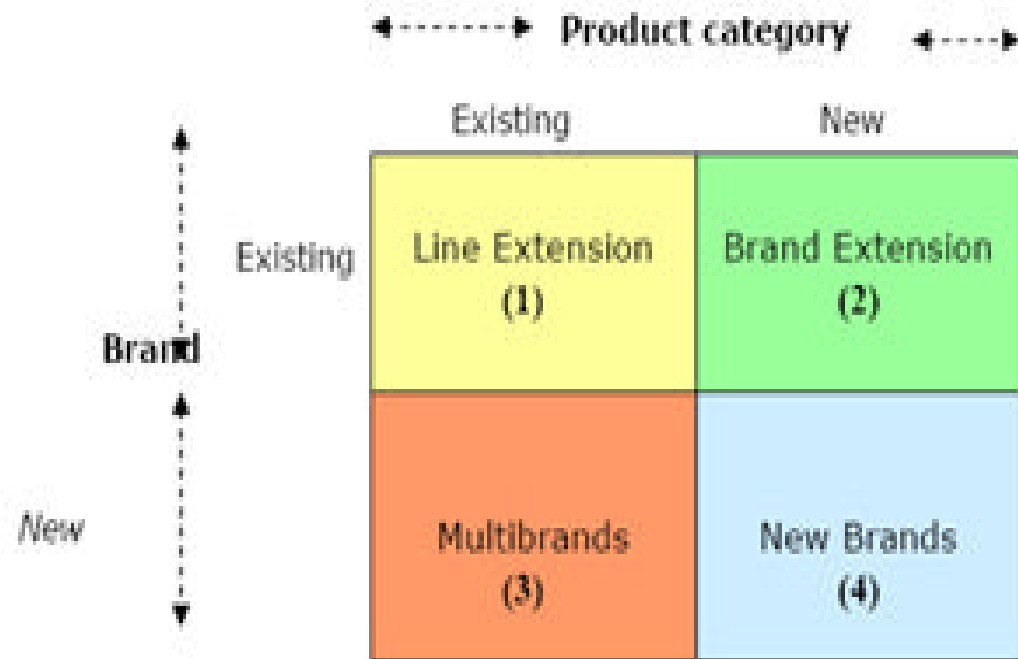 Product category
Existing New
Existing
Line Extension
(1)
Brand Extension
(2)
Brand
New
Multibrands
(3)
New Brands
(4)